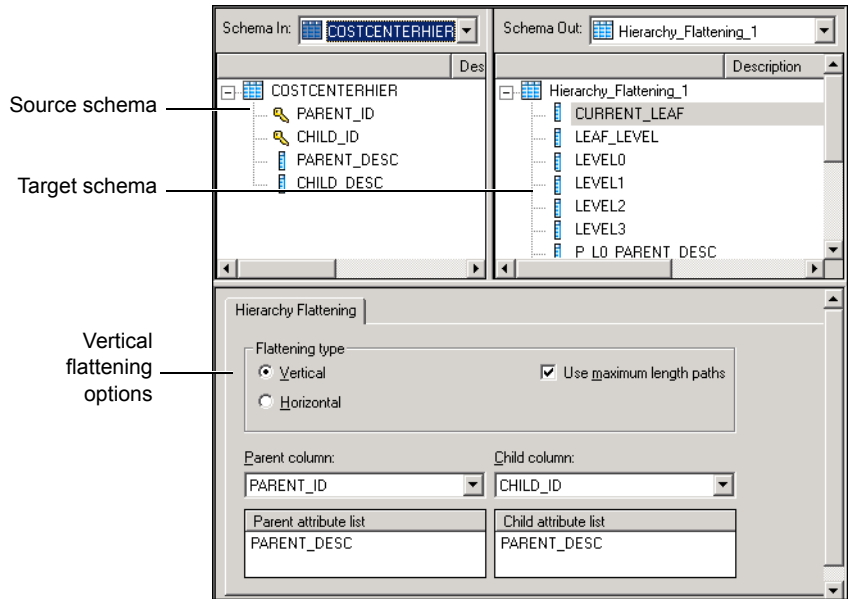 Schema In: COSTCENTERHIER
Schema Out: Hierarchy_Flattening_1
Des
Description
Source schema
COSTCENTERHIER
PARENT_ID
CHILD_ID
PARENT_DESC
CHILD_DESC
Target schema
Hierarchy_Flattening_1
CURRENT_LEAF
LEAF_LEVEL
LEVEL0
LEVEL1
LEVEL2
LEVEL3
P_L0_PARENT_DESC
Hierarchy Flattening
Vertical
flattening
options
Flattening type
Vertical
Use maximum length paths
Horizontal
Parent column:
Child column:
PARENT_ID
CHILD_ID
Parent attribute list
Child attribute list
PARENT_DESC
PARENT_DESC